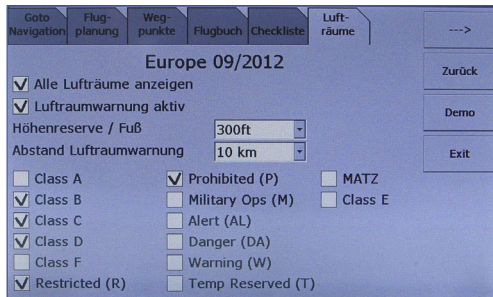 Goto Navigation
Flug-planung
Weg-punkte
Flugbuch
Checkliste
Luft-räume
--->
Europe 09/2012
Zurück
Alle Lufträume anzeigen
Luftraumwarnung aktiv
Demo
Höhenreserve / Fuß 300ft
Abstand Luftraumwarnung 10 km
Exit
Class A Prohibited (P) MATZ
Class B Military Ops (M) Class E
Class C Alert (AL)
Class D Danger (DA)
Class F Warning (W)
Restricted (R) Temp Reserved (T)